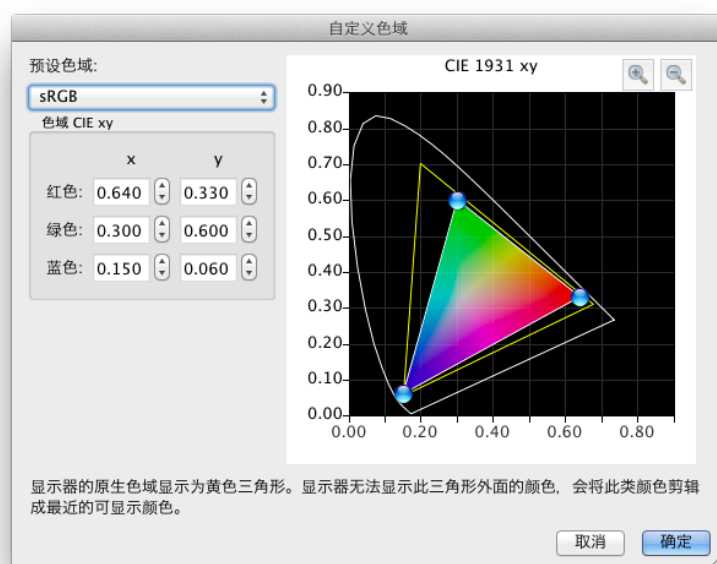 自定义色域
预设色域:
sRGB
色域 CIE xy
x y
红色: 0.640 0.330
绿色: 0.300 0.600
蓝色: 0.150 0.060
CIE 1931 xy
0.90
0.80
0.70
0.60
0.50
0.40
0.30
0.20
0.10
0.00
0.00 0.20 0.40 0.60 0.80
显示器的原生色域显示为黄色三角形。显示器无法显示此三角形外面的颜色，会将此类颜色剪辑
成最近的可显示颜色。
取消 确定